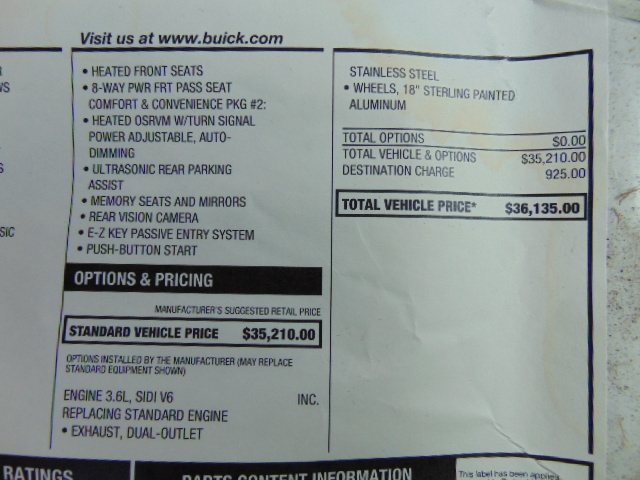 Visit us at www.buick.com
• HEATED FRONT SEATS
• 8-WAY PWR FRT PASS SEAT
COMFORT & CONVENIENCE PKG #2:
• HEATED OSRVM W/TURN SIGNAL
POWER ADJUSTABLE, AUTO-
DIMMING
• ULTRASONIC REAR PARKING
ASSIST
• MEMORY SEATS AND MIRRORS
• REAR VISION CAMERA
• E-Z KEY PASSIVE ENTRY SYSTEM
• PUSH-BUTTON START
OPTIONS & PRICING
MANUFACTURER'S SUGGESTED RETAIL PRICE
STANDARD VEHICLE PRICE $35,210.00
OPTIONS INSTALLED BY THE MANUFACTURER (MAY REPLACE
STANDARD EQUIPMENT SHOWN)
ENGINE 3.6L, SIDI V6 INC.
REPLACING STANDARD ENGINE
• EXHAUST, DUAL-OUTLET
STAINLESS STEEL
• WHEELS, 18" STERLING PAINTED
ALUMINUM
TOTAL OPTIONS $0.00
TOTAL VEHICLE & OPTIONS $35,210.00
DESTINATION CHARGE 925.00
TOTAL VEHICLE PRICE* $36,135.00
RATINGS
PARTS CONTENT INFORMATION
This label has been applied